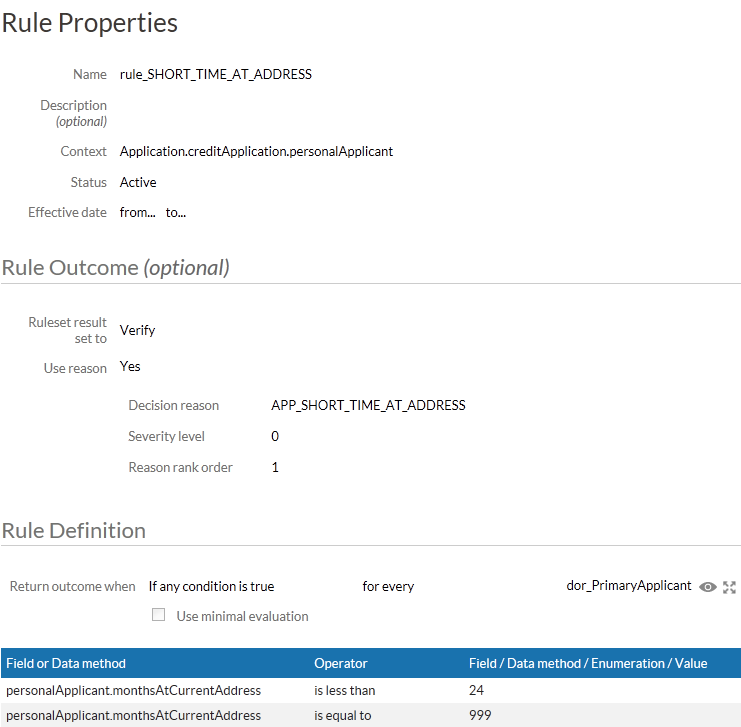 Rule Properties
Name rule_SHORT_TIME_AT_ADDRESS
Description
(optional)
Context Application.creditApplication.personalApplicant
Status Active
Effective date from... to...
Rule Outcome (optional)
Ruleset result
set to Verify
Use reason Yes
Decision reason APP_SHORT_TIME_AT_ADDRESS
Severity level 0
Reason rank order 1
Rule Definition
Return outcome when If any condition is true for every dor_PrimaryApplicant
Use minimal evaluation
Field or Data method Operator Field / Data method / Enumeration / Value
personalApplicant.monthsAtCurrentAddress is less than 24
personalApplicant.monthsAtCurrentAddress is equal to 999